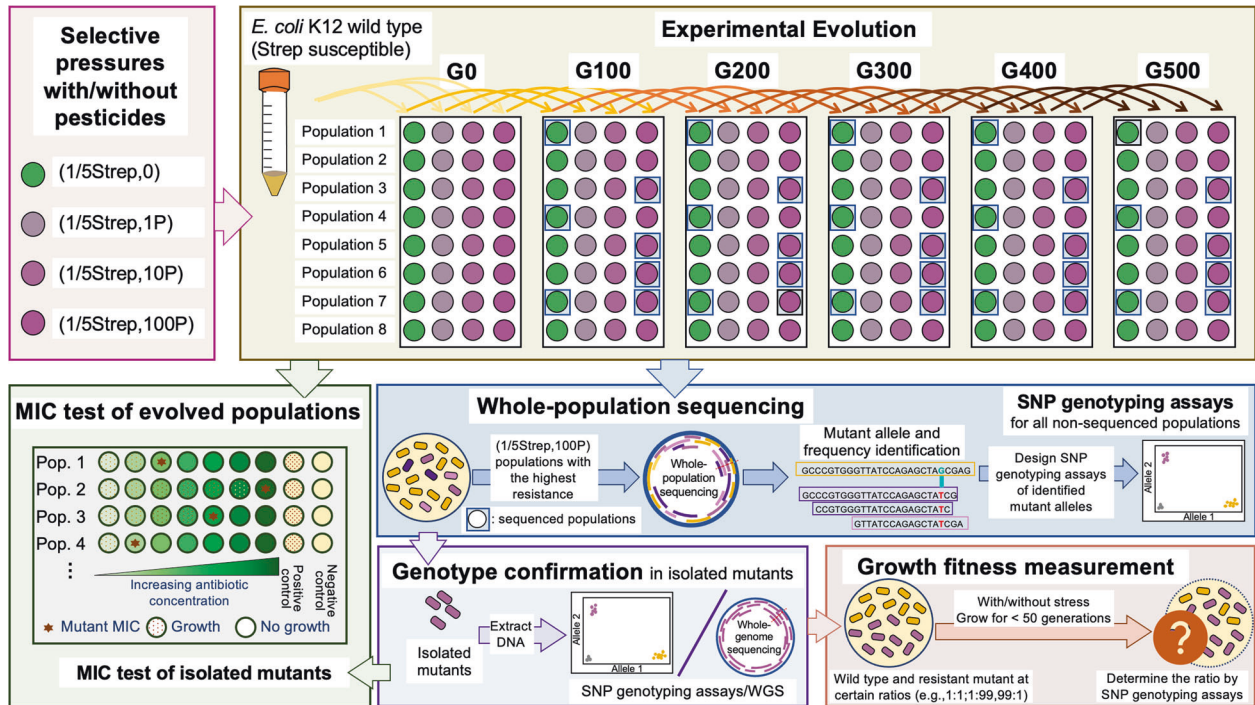 Selective
pressures
with/without
pesticides
(1/5Strep,0)
(1/5Strep,1P)
(1/5Strep,10P)
(1/5Strep,100P)
E. coli K12 wild type
(Strep susceptible)
Experimental Evolution
G0 G100 G200 G300 G400 G500
Population 1
Population 2
Population 3
Population 4
Population 5
Population 6
Population 7
Population 8
MIC test of evolved populations
Pop. 1
Pop. 2
Pop. 3
Pop. 4
⋮
Increasing antibiotic
concentration
Positive
control
Negative
control
Mutant MIC
Growth
No growth
MIC test of isolated mutants
Whole-population sequencing
(1/5Strep,100P)
populations with
the highest
resistance
: sequenced populations
Whole-
population
sequencing
Mutant allele and
frequency identification
GCCCGTGGGTTATCCAGAGCTAGCGAG
GCCCGTGGGTTATCCAGAGCTATCG
CCCGTGGGTTATCCAGAGCTATC
GTTATCCAGAGCTATCGA
SNP genotyping assays
for all non-sequenced populations
Design SNP
genotyping assays
of identified
mutant alleles
Allele 2
Allele 1
Genotype confirmation in isolated mutants
Isolated
mutants
Extract
DNA
Allele 2
Allele 1
Whole-
genome
sequencing
SNP genotyping assays/WGS
Growth fitness measurement
With/without stress
Grow for < 50 generations
?
Wild type and resistant mutant at
certain ratios (e.g.,1:1;1:99,99:1)
Determine the ratio by
SNP genotyping assays